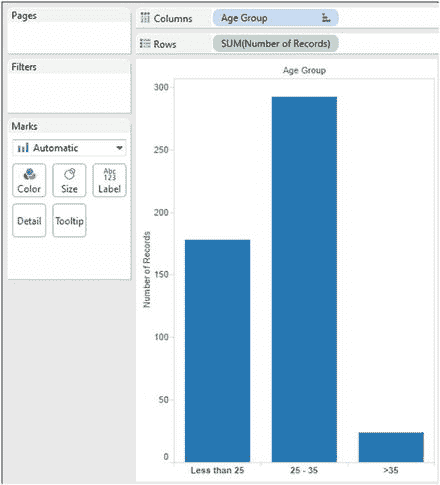 Pages
Columns Age Group
Rows SUM(Number of Records)
Filters
Marks
Automatic
Color Size Abc 123 Label
Detail Tooltip
Age Group
Number of Records
300
250
200
150
100
50
0
Less than 25 25 - 35 >35